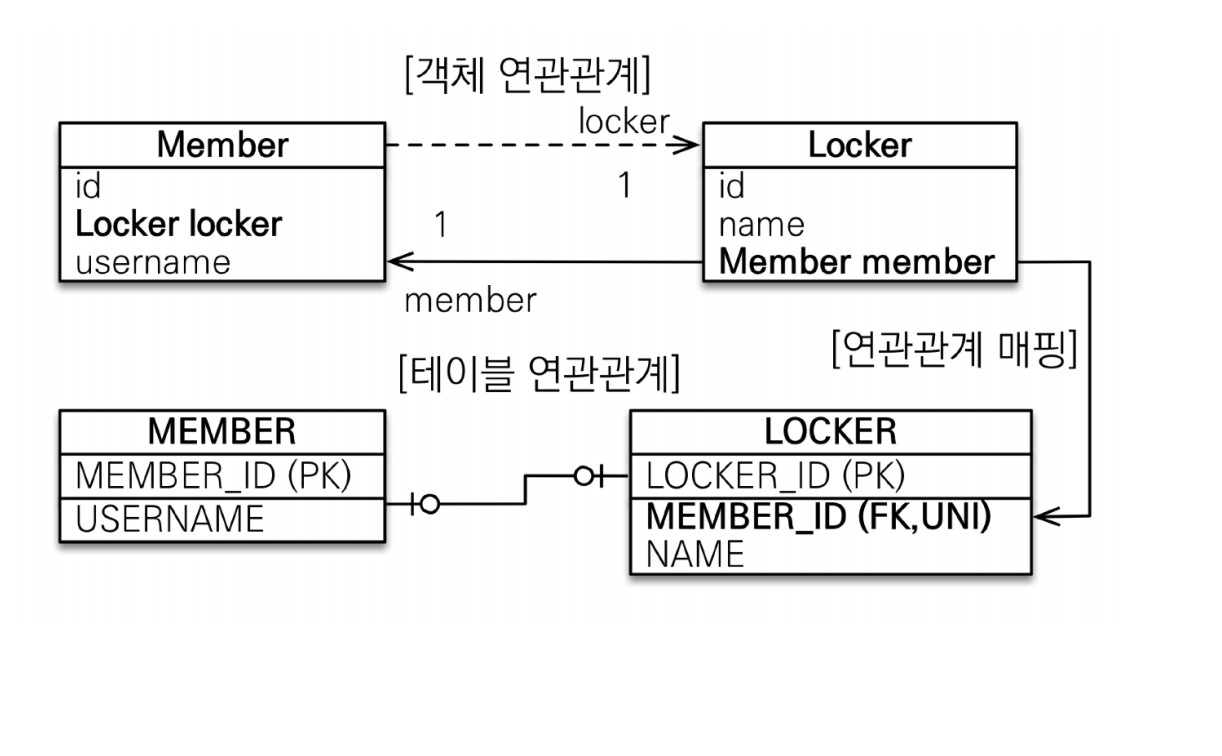 [객체 연관관계]
locker
Member
id
Locker locker
username
1
1
member
Locker
id
name
Member member
[연관관계 매핑]
[테이블 연관관계]
MEMBER
MEMBER_ID (PK)
USERNAME
LOCKER
LOCKER_ID (PK)
MEMBER_ID (FK,UNI)
NAME